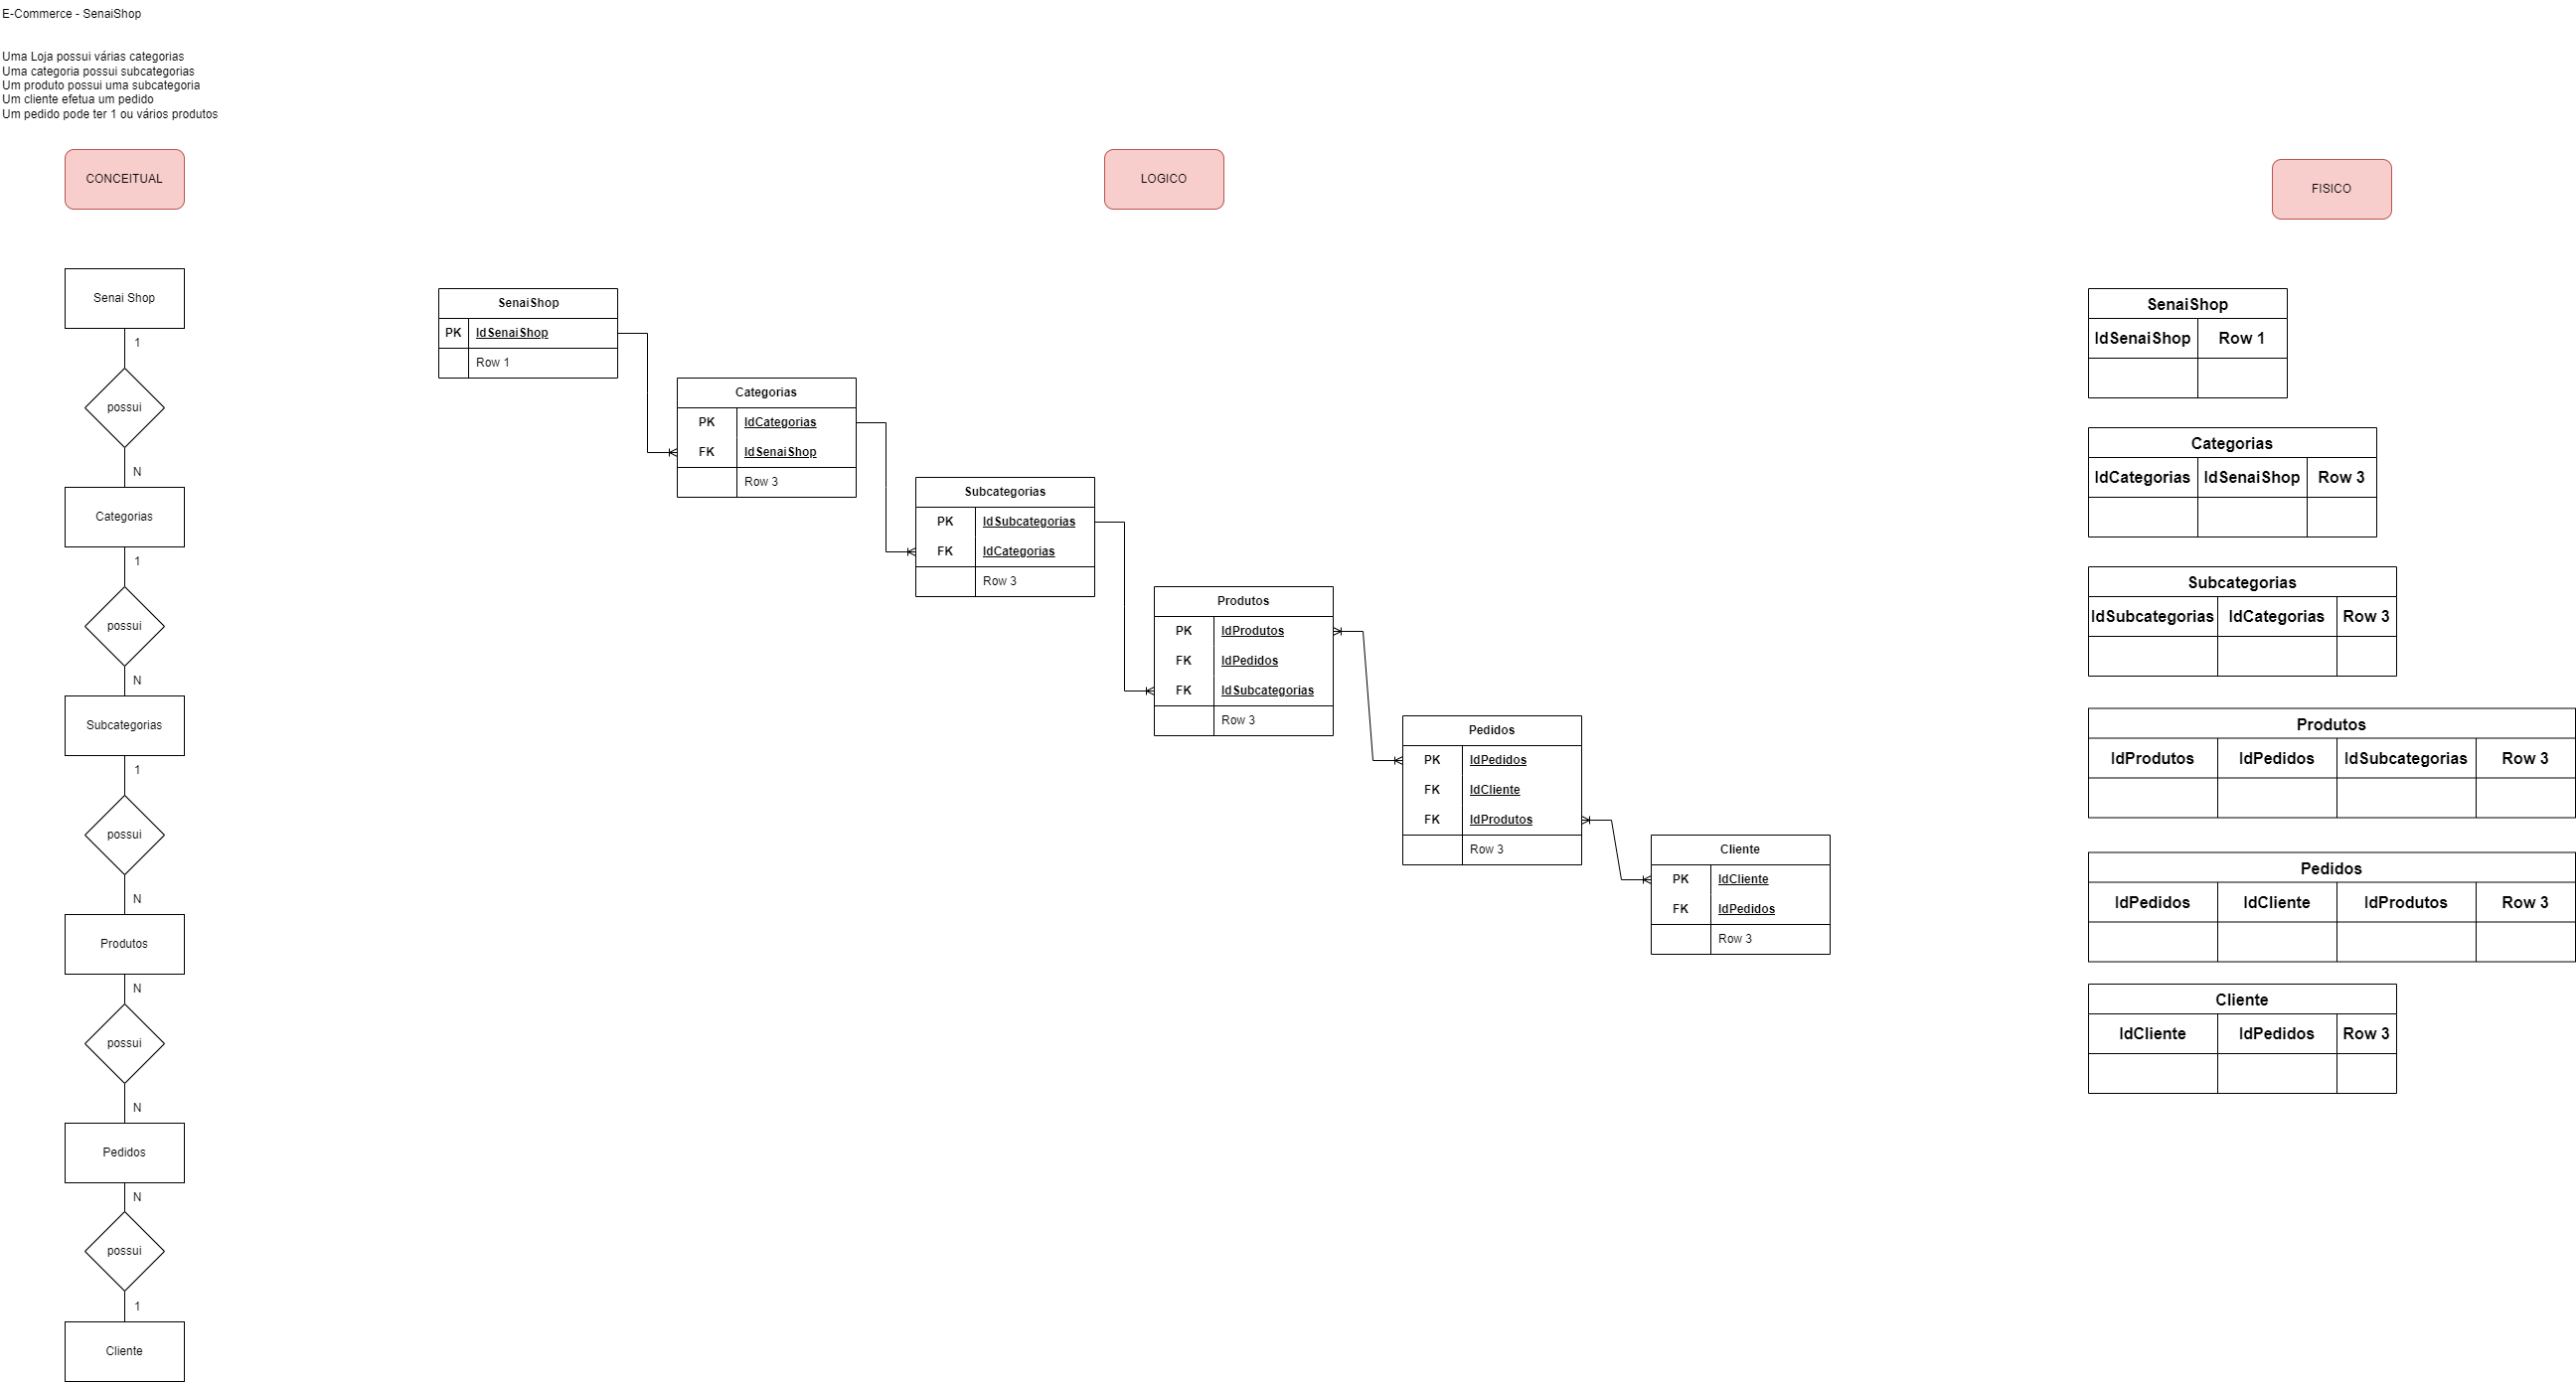 E-Commerce - SenaiShop
Uma Loja possui várias categorias
Uma categoria possui subcategorias
Um produto possui uma subcategoria
Um cliente efetua um pedido
Um pedido pode ter 1 ou vários produtos
CONCEITUAL
Senai Shop
1
possui
N
Categorias
1
possui
N
Subcategorias
1
possui
N
Produtos
N
possui
N
Pedidos
N
possui
1
Cliente
LOGICO
SenaiShop
PK IdSenaiShop
Row 1
Categorias
PK IdCategorias
FK IdSenaiShop
Row 3
Subcategorias
PK IdSubcategorias
FK IdCategorias
Row 3
Produtos
PK IdProdutos
FK IdPedidos
FK IdSubcategorias
Row 3
Pedidos
PK IdPedidos
FK IdCliente
FK IdProdutos
Row 3
Cliente
PK IdCliente
FK IdPedidos
Row 3
FISICO
SenaiShop
IdSenaiShop Row 1
Categorias
IdCategorias IdSenaiShop Row 3
Subcategorias
IdSubcategorias IdCategorias Row 3
Produtos
IdProdutos IdPedidos IdSubcategorias Row 3
Pedidos
IdPedidos IdCliente IdProdutos Row 3
Cliente
IdCliente IdPedidos Row 3